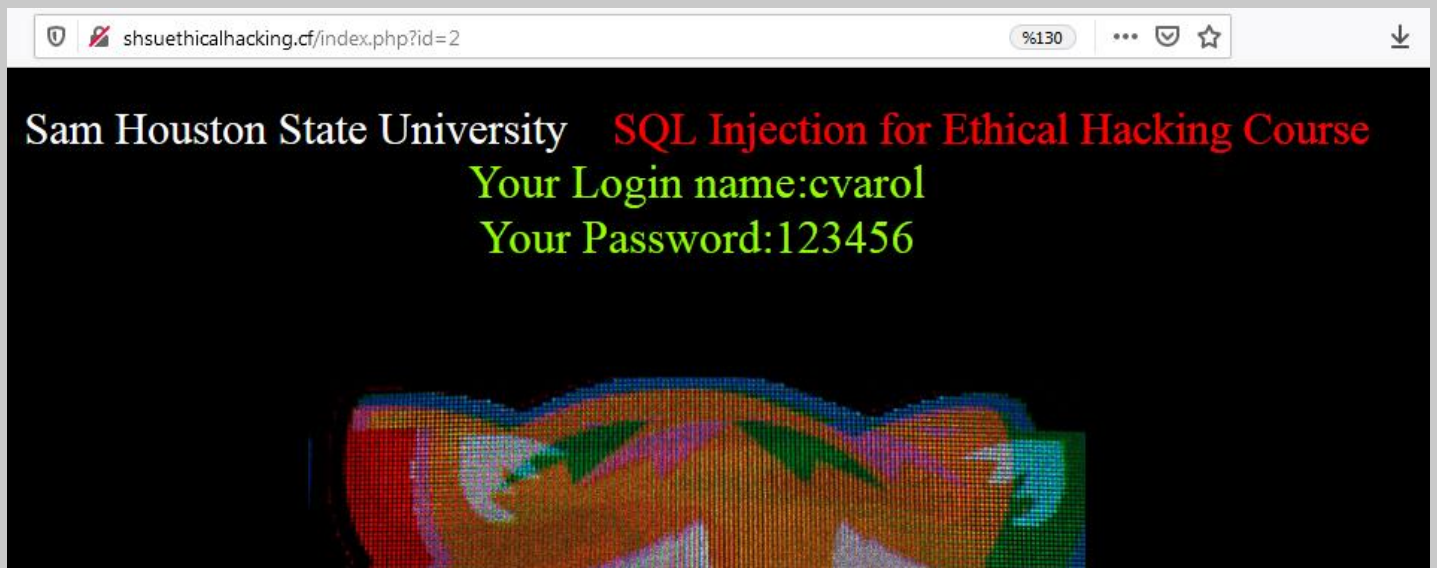 shsuethicalhacking.cf/index.php?id=2 %130
Sam Houston State University SQL Injection for Ethical Hacking Course
Your Login name:cvarol
Your Password:123456